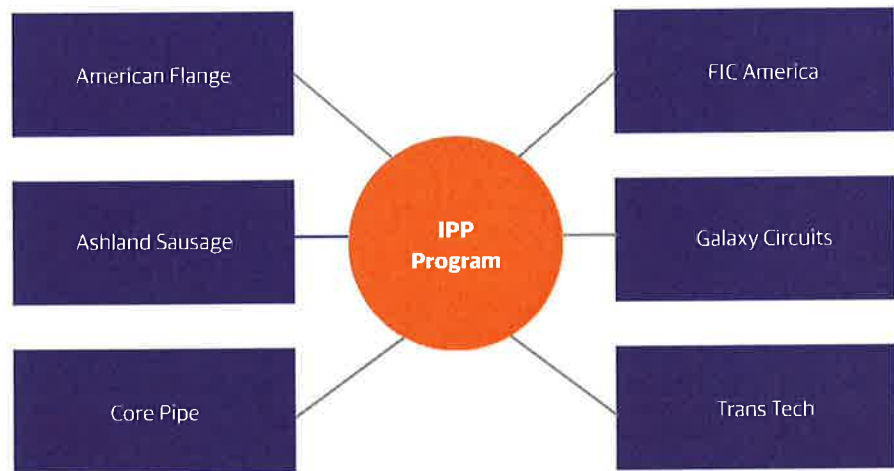 American Flange
FIC America
IPP
Program
Ashland Sausage
Galaxy Circuits
Core Pipe
Trans Tech